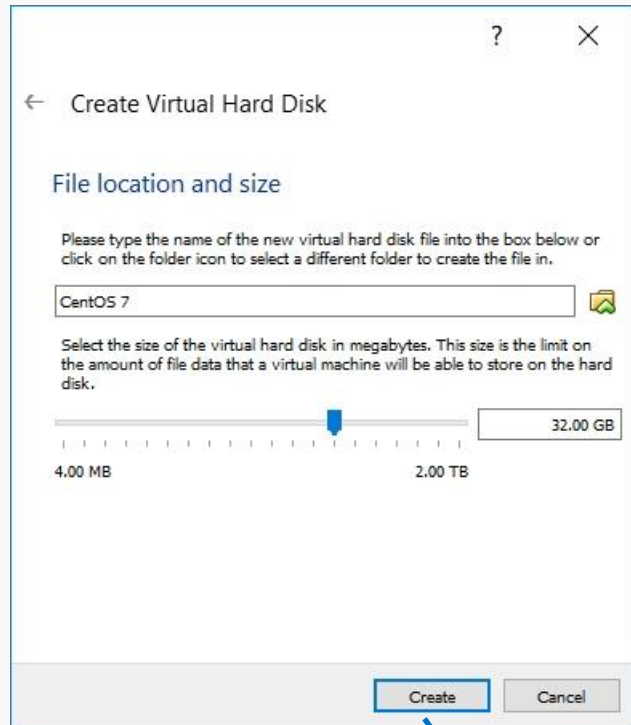 ?
Create Virtual Hard Disk
File location and size
Please type the name of the new virtual hard disk file into the box below or
click on the folder icon to select a different folder to create the file in.
CentOS 7
Select the size of the virtual hard disk in megabytes. This size is the limit on
the amount of file data that a virtual machine will be able to store on the hard
disk.
32.00 GB
4.00 MB 2.00 TB
Create Cancel